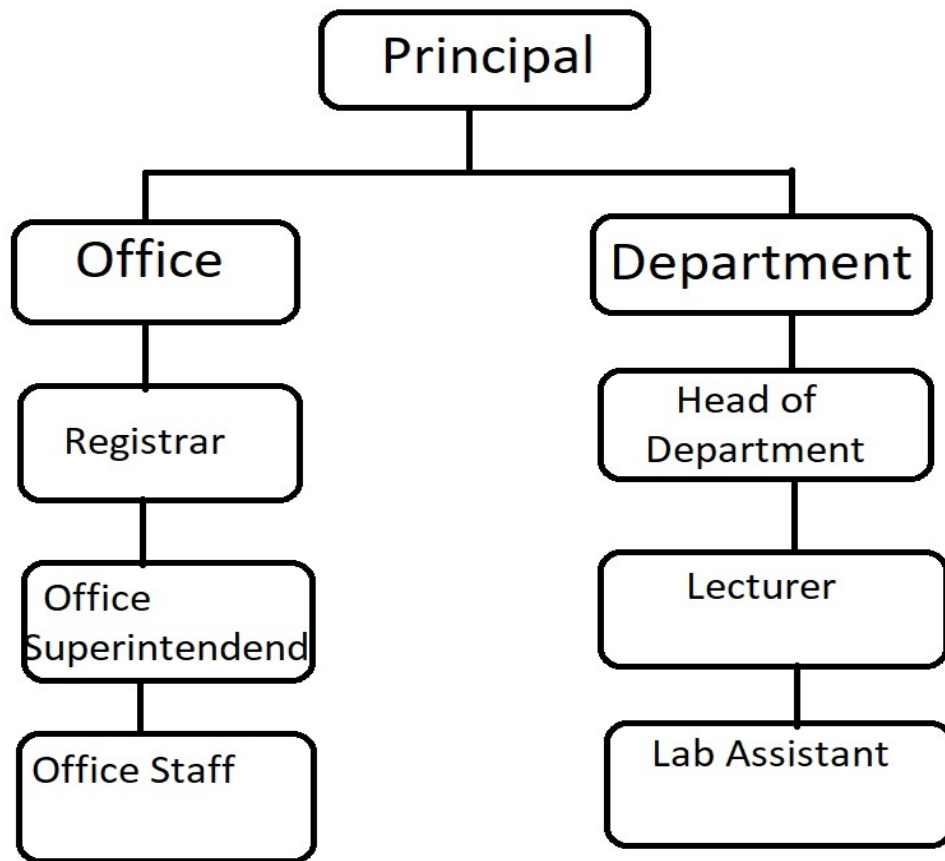 Principal
Office
Department
Registrar
Head of
Department
Office
Superintendend
Lecturer
Office Staff
Lab Assistant